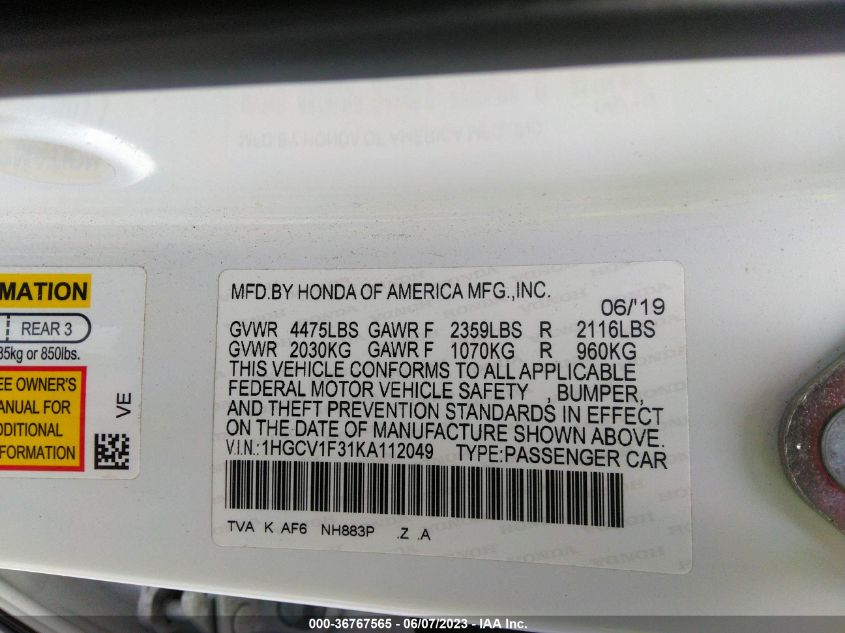 MATION
REAR 3
35kg or 850lbs.
EE OWNER'S
ANUAL FOR
DDITIONAL
FORMATION
VE
MFD.BY HONDA OF AMERICA MFG.,INC.
06/'19
GVWR 4475LBS GAWR F 2359LBS R 2116LBS
GVWR 2030KG GAWR F 1070KG R 960KG
THIS VEHICLE CONFORMS TO ALL APPLICABLE
FEDERAL MOTOR VEHICLE SAFETY , BUMPER,
AND THEFT PREVENTION STANDARDS IN EFFECT
ON THE DATE OF MANUFACTURE SHOWN ABOVE.
V.I.N.:1HGCV1F31KA112049 TYPE:PASSENGER CAR
TVA K AF6 NH883P .Z .A
000-36767565 - 06/07/2023 - IAA Inc.